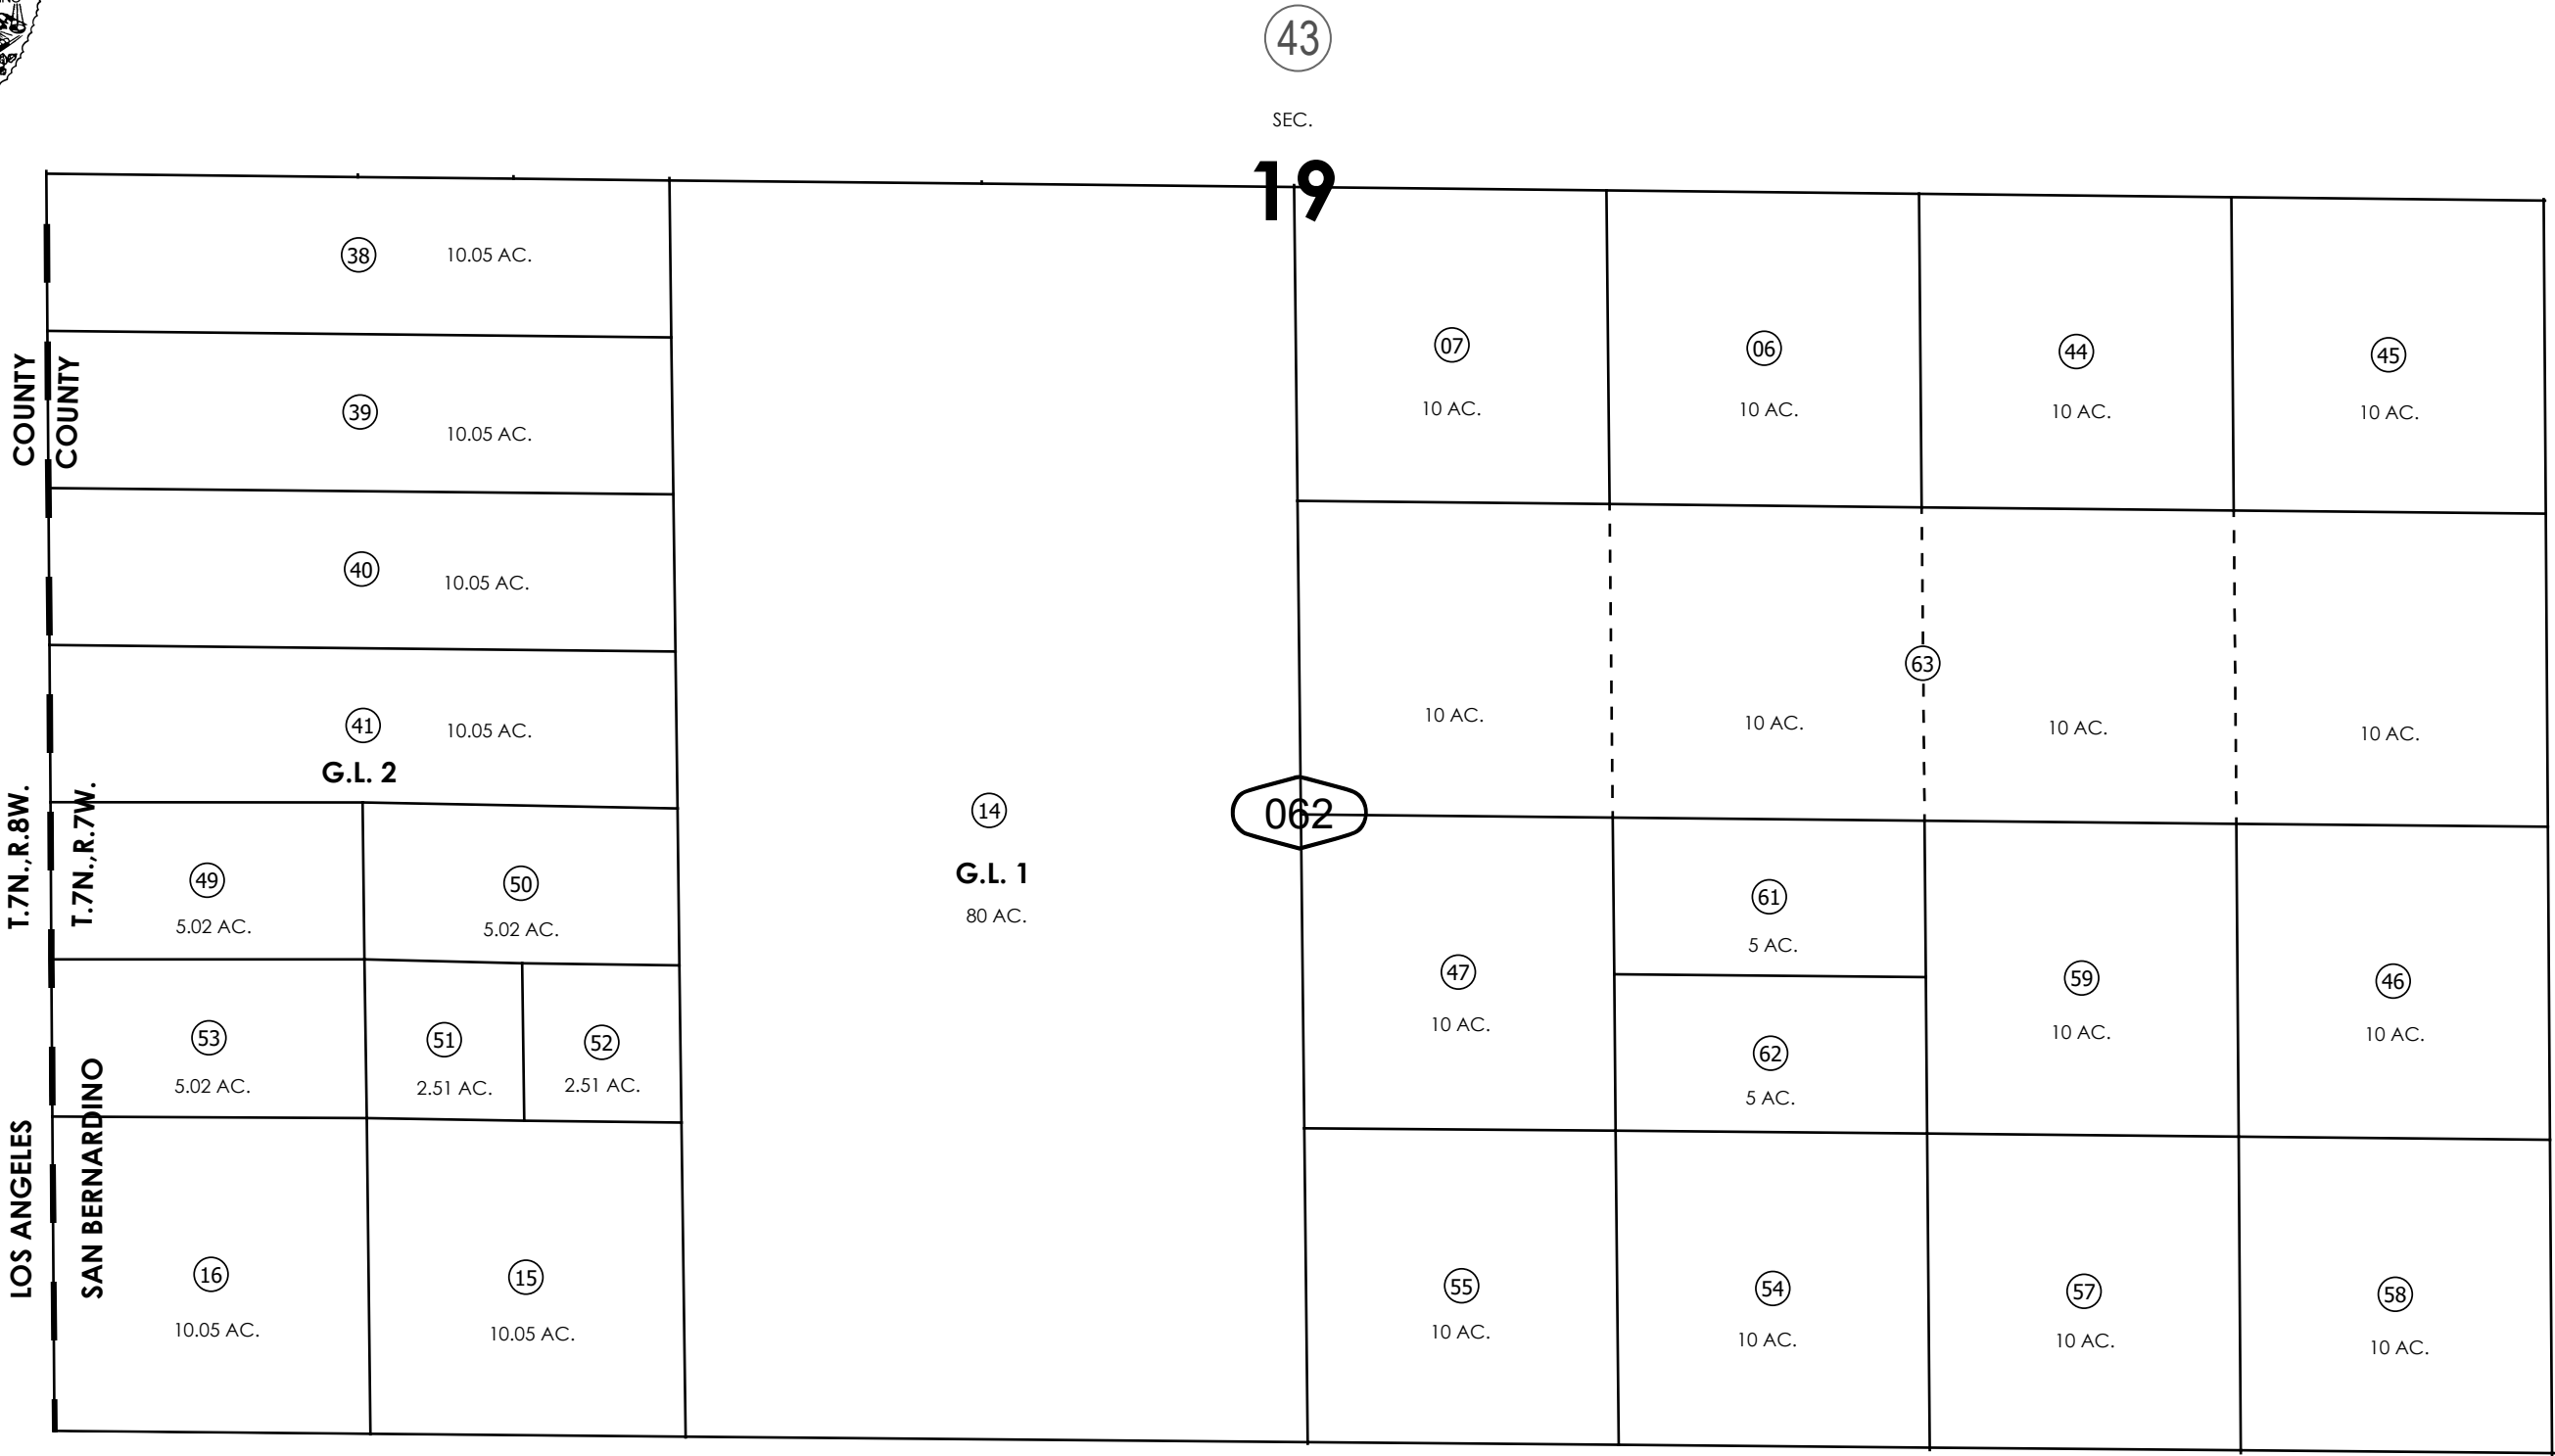 43
SEC.
19
38 10.05 AC.
39
10.05 AC.
40 10.05 AC.
41 10.05 AC.
G.L. 2
49
5.02 AC.
50
5.02 AC.
53
5.02 AC.
51
2.51 AC.
52
2.51 AC.
16
10.05 AC.
15
10.05 AC.
LOS ANGELES COUNTY
SAN BERNARDINO COUNTY
T.7N.,R.8W.
T.7N.,R.7W.
14
G.L. 1
80 AC.
062
07
10 AC.
06
10 AC.
44
10 AC.
45
10 AC.
63
10 AC.
10 AC.
10 AC.
10 AC.
47
10 AC.
61
5 AC.
62
5 AC.
59
10 AC.
46
10 AC.
55
10 AC.
54
10 AC.
57
10 AC.
58
10 AC.